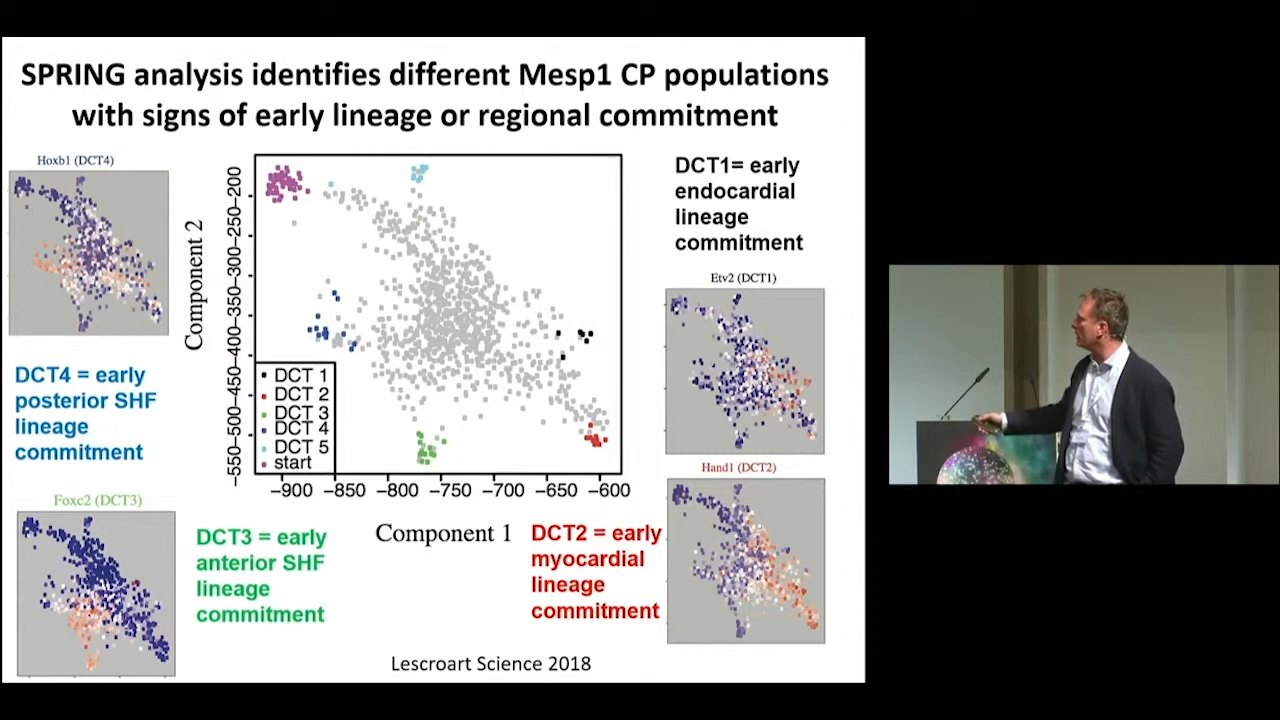 SPRING analysis identifies different Mesp1 CP populations
with signs of early lineage or regional commitment
Hoxb1 (DCT4)
DCT4 = early
posterior SHF
lineage
commitment
Foxc2 (DCT3)
DCT3 = early
anterior SHF
lineage
commitment
Component 2
−550−500−450−400−350−300−250−200
DCT 1
DCT 2
DCT 3
DCT 4
DCT 5
start
−900 −850 −800 −750 −700 −650 −600
Component 1
DCT2 = early
myocardial
lineage
commitment
DCT1= early
endocardial
lineage
commitment
Etv2 (DCT1)
Hand1 (DCT2)
Lescroart Science 2018